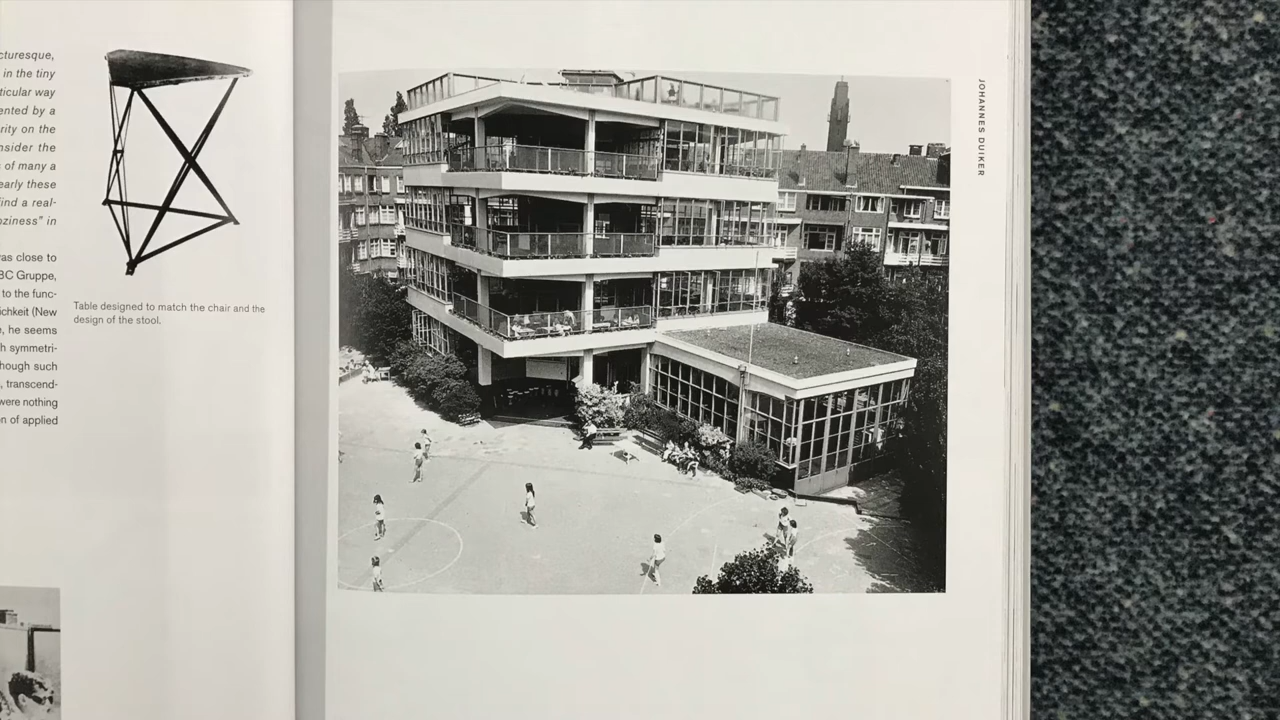 cturesque,
in the tiny
ticular way
ented by a
rity on the
nsider the
s of many a
early these
find a real-
oziness" in
vas close to
BC Gruppe,
to the func-
ichkeit (New
e, he seems
h symmetri-
hough such
, transcend-
were nothing
n of applied
Table designed to match the chair and the
design of the stool.
JOHANNES DUIKER